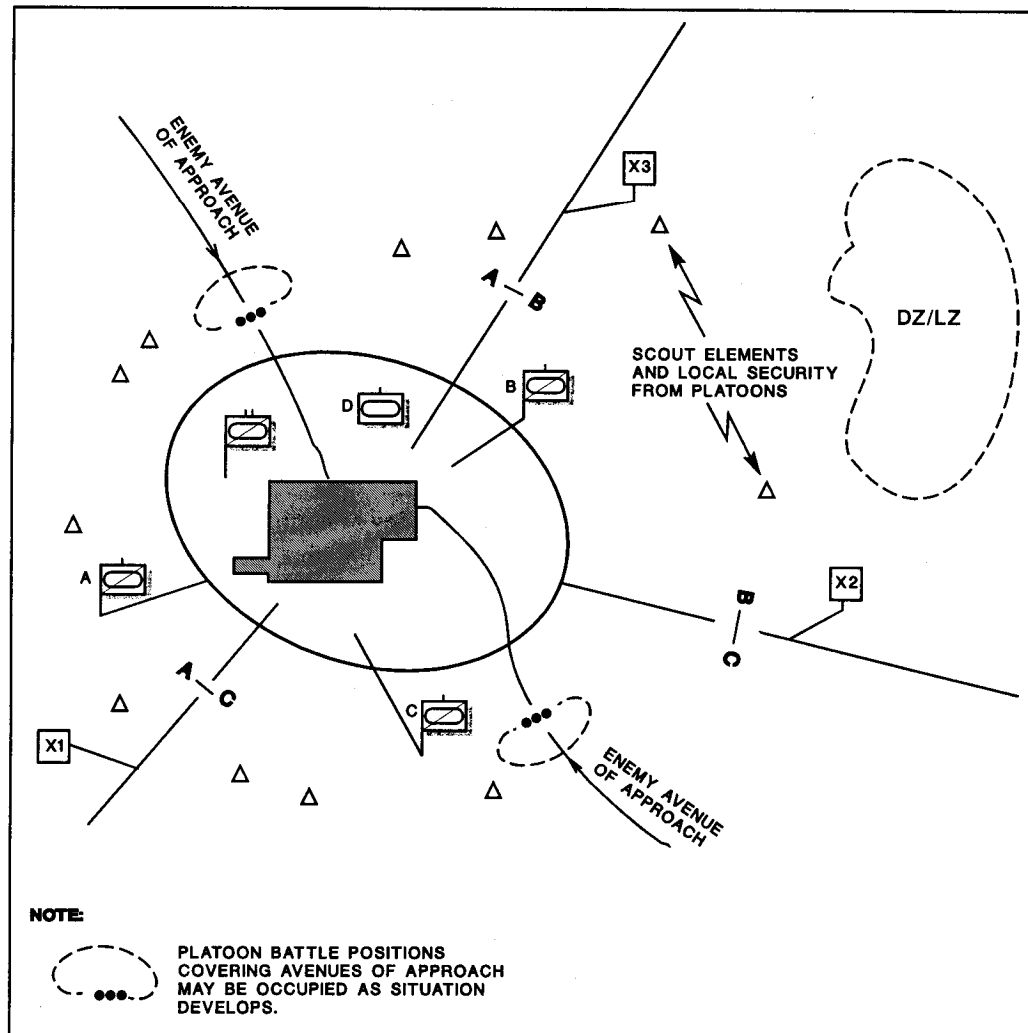 ENEMY AVENUE
OF APPROACH
X3
A
B
DZ/LZ
SCOUT ELEMENTS
AND LOCAL SECURITY
FROM PLATOONS
D
B
A
X2
B
C
A
C
C
X1
ENEMY AVENUE
OF APPROACH
NOTE:
PLATOON BATTLE POSITIONS
COVERING AVENUES OF APPROACH
MAY BE OCCUPIED AS SITUATION
DEVELOPS.